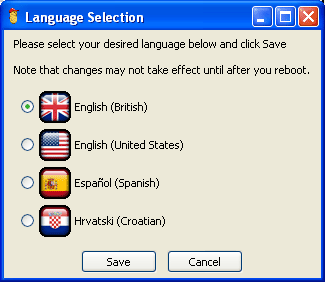 Language Selection
Please select your desired language below and click Save
Note that changes may not take effect until after you reboot.
English (British)
English (United States)
Español (Spanish)
Hrvatski (Croatian)
Save Cancel